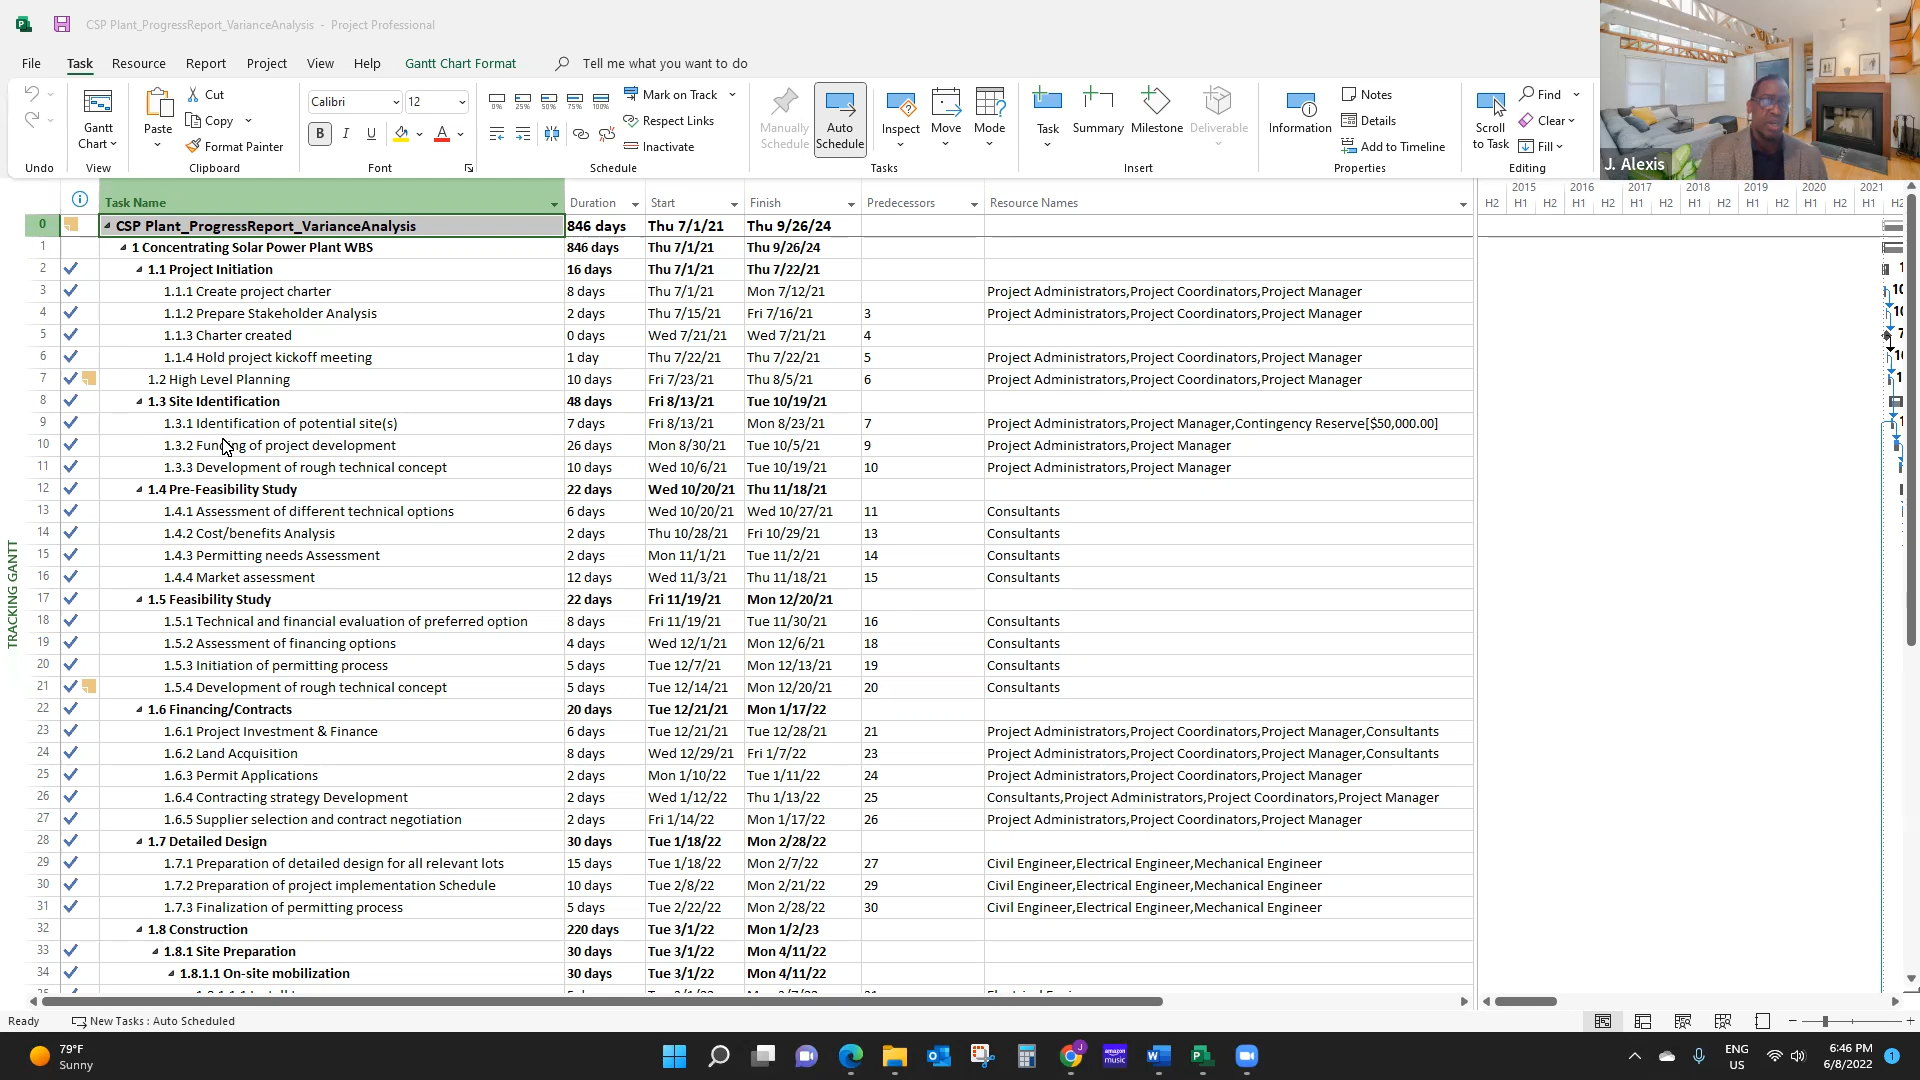 CSP Plant_ProgressReport_VarianceAnalysis - Project Professional
File Task Resource Report Project View Help Gantt Chart Format Tell me what you want to do
Cut Calibri 12 0% 25% 50% 75% 100% Mark on Track Notes Find
Gantt Chart Paste Copy Respect Links Manually Schedule Auto Schedule Inspect Move Mode Task Summary Milestone Deliverable Information Details Scroll to Task Clear
Format Painter B I U A Inactivate Add to Timeline Fill
Undo View Clipboard Font Schedule Tasks Insert Properties Editing
J. Alexis
2015 2016 2017 2018 2019 2020 2021
Task Name Duration Start Finish Predecessors Resource Names H2 H1 H2 H1 H2 H1 H2 H1 H2 H1 H2 H1 H2 H1 H2
0 CSP Plant_ProgressReport_VarianceAnalysis 846 days Thu 7/1/21 Thu 9/26/24
1 1 Concentrating Solar Power Plant WBS 846 days Thu 7/1/21 Thu 9/26/24
2 1.1 Project Initiation 16 days Thu 7/1/21 Thu 7/22/21
3 1.1.1 Create project charter 8 days Thu 7/1/21 Mon 7/12/21 Project Administrators,Project Coordinators,Project Manager
4 1.1.2 Prepare Stakeholder Analysis 2 days Thu 7/15/21 Fri 7/16/21 3 Project Administrators,Project Coordinators,Project Manager
5 1.1.3 Charter created 0 days Wed 7/21/21 Wed 7/21/21 4
6 1.1.4 Hold project kickoff meeting 1 day Thu 7/22/21 Thu 7/22/21 5 Project Administrators,Project Coordinators,Project Manager
7 1.2 High Level Planning 10 days Fri 7/23/21 Thu 8/5/21 6 Project Administrators,Project Coordinators,Project Manager
8 1.3 Site Identification 48 days Fri 8/13/21 Tue 10/19/21
9 1.3.1 Identification of potential site(s) 7 days Fri 8/13/21 Mon 8/23/21 7 Project Administrators,Project Manager,Contingency Reserve[$50,000.00]
10 1.3.2 Funding of project development 26 days Mon 8/30/21 Tue 10/5/21 9 Project Administrators,Project Manager
11 1.3.3 Development of rough technical concept 10 days Wed 10/6/21 Tue 10/19/21 10 Project Administrators,Project Manager
12 1.4 Pre-Feasibility Study 22 days Wed 10/20/21 Thu 11/18/21
13 1.4.1 Assessment of different technical options 6 days Wed 10/20/21 Wed 10/27/21 11 Consultants
14 1.4.2 Cost/benefits Analysis 2 days Thu 10/28/21 Fri 10/29/21 13 Consultants
15 1.4.3 Permitting needs Assessment 2 days Mon 11/1/21 Tue 11/2/21 14 Consultants
16 1.4.4 Market assessment 12 days Wed 11/3/21 Thu 11/18/21 15 Consultants
17 1.5 Feasibility Study 22 days Fri 11/19/21 Mon 12/20/21
18 1.5.1 Technical and financial evaluation of preferred option 8 days Fri 11/19/21 Tue 11/30/21 16 Consultants
19 1.5.2 Assessment of financing options 4 days Wed 12/1/21 Mon 12/6/21 18 Consultants
20 1.5.3 Initiation of permitting process 5 days Tue 12/7/21 Mon 12/13/21 19 Consultants
21 1.5.4 Development of rough technical concept 5 days Tue 12/14/21 Mon 12/20/21 20 Consultants
22 1.6 Financing/Contracts 20 days Tue 12/21/21 Mon 1/17/22
23 1.6.1 Project Investment & Finance 6 days Tue 12/21/21 Tue 12/28/21 21 Project Administrators,Project Coordinators,Project Manager,Consultants
24 1.6.2 Land Acquisition 8 days Wed 12/29/21 Fri 1/7/22 23 Project Administrators,Project Coordinators,Project Manager,Consultants
25 1.6.3 Permit Applications 2 days Mon 1/10/22 Tue 1/11/22 24 Project Administrators,Project Coordinators,Project Manager
26 1.6.4 Contracting strategy Development 2 days Wed 1/12/22 Thu 1/13/22 25 Consultants,Project Administrators,Project Coordinators,Project Manager
27 1.6.5 Supplier selection and contract negotiation 2 days Fri 1/14/22 Mon 1/17/22 26 Project Administrators,Project Coordinators,Project Manager
28 1.7 Detailed Design 30 days Tue 1/18/22 Mon 2/28/22
29 1.7.1 Preparation of detailed design for all relevant lots 15 days Tue 1/18/22 Mon 2/7/22 27 Civil Engineer,Electrical Engineer,Mechanical Engineer
30 1.7.2 Preparation of project implementation Schedule 10 days Tue 2/8/22 Mon 2/21/22 29 Civil Engineer,Electrical Engineer,Mechanical Engineer
31 1.7.3 Finalization of permitting process 5 days Tue 2/22/22 Mon 2/28/22 30 Civil Engineer,Electrical Engineer,Mechanical Engineer
32 1.8 Construction 220 days Tue 3/1/22 Mon 1/2/23
33 1.8.1 Site Preparation 30 days Tue 3/1/22 Mon 4/11/22
34 1.8.1.1 On-site mobilization 30 days Tue 3/1/22 Mon 4/11/22
TRACKING GANTT
Ready New Tasks : Auto Scheduled
79°F
Sunny
amazon music
ENG
US
6:46 PM
6/8/2022
1